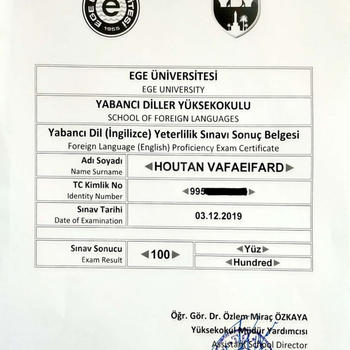 EGE
1955
EGE ÜNİVERSİTESİ
EGE UNIVERSITY
YABANCI DİLLER YÜKSEKOKULU
SCHOOL OF FOREIGN LANGUAGES
Yabancı Dil (İngilizce) Yeterlilik Sınavı Sonuç Belgesi
Foreign Language (English) Proficiency Exam Certificate
Adı Soyadı
Name Surname
HOUTAN VAFAEIFARD
TC Kimlik No
Identity Number
995
Sınav Tarihi
Date of Examination
03.12.2019
Sınav Sonucu
Exam Result
100
Yüz
Hundred
Öğr. Gör. Dr. Özlem Miraç ÖZKAYA
Yüksekokul Müdür Yardımcısı
Assistant School Director